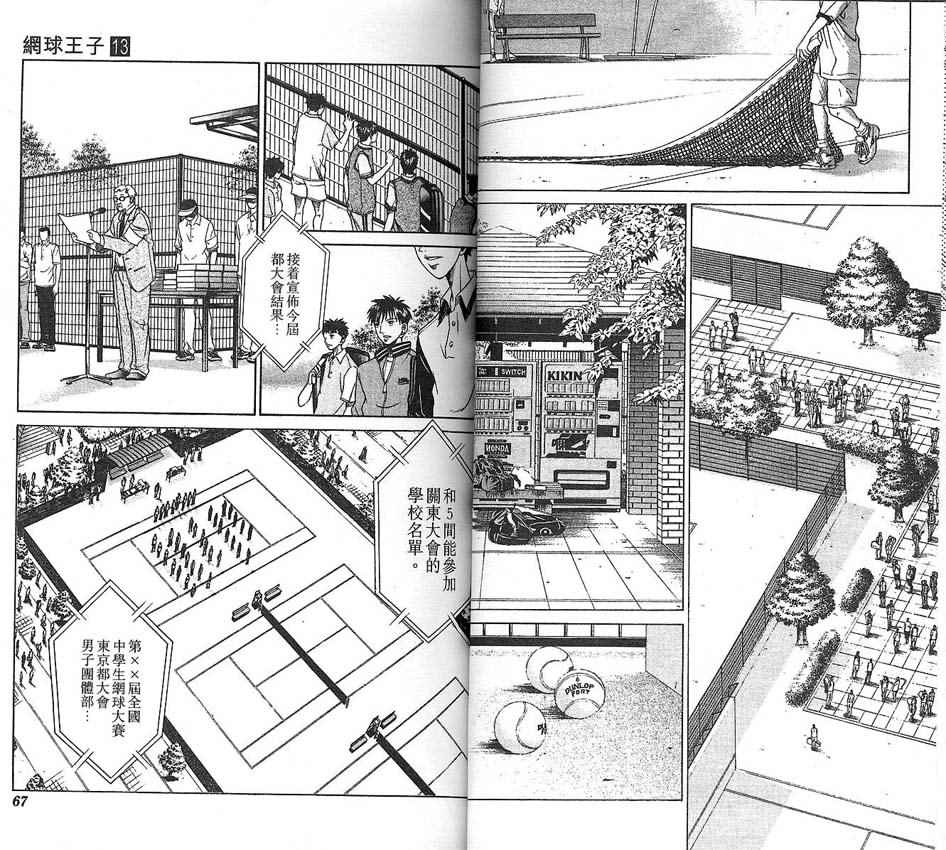 SWITCH
KIKIN
HONDA
DUNLOP
FORT
網球王子 13
接着宣佈今屆
都大會結果…
和5間能參加
關東大會的
學校名單。
第××屆全國
中學生網球大賽
東京都大會
男子團體部…
67